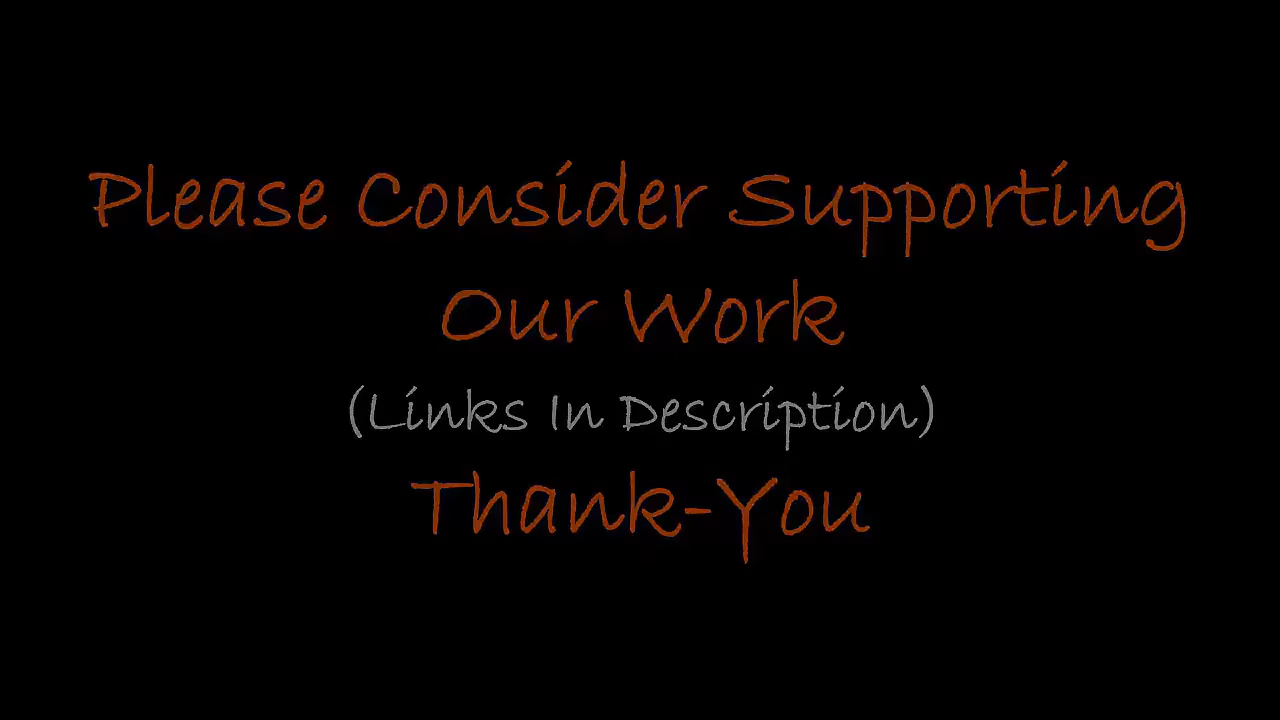 Please Consider Supporting
Our Work
(Links In Description)
Thank-You